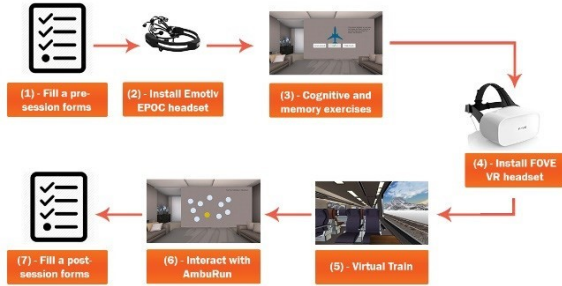 (1) - Fill a pre-
session forms
(2) - Install Emotiv
EPOC headset
(3) - Cognitive and
memory exercises
(4) - Install FOVE
VR headset
(5) - Virtual Train
(6) - Interact with
AmbuRun
(7) - Fill a post-
session forms